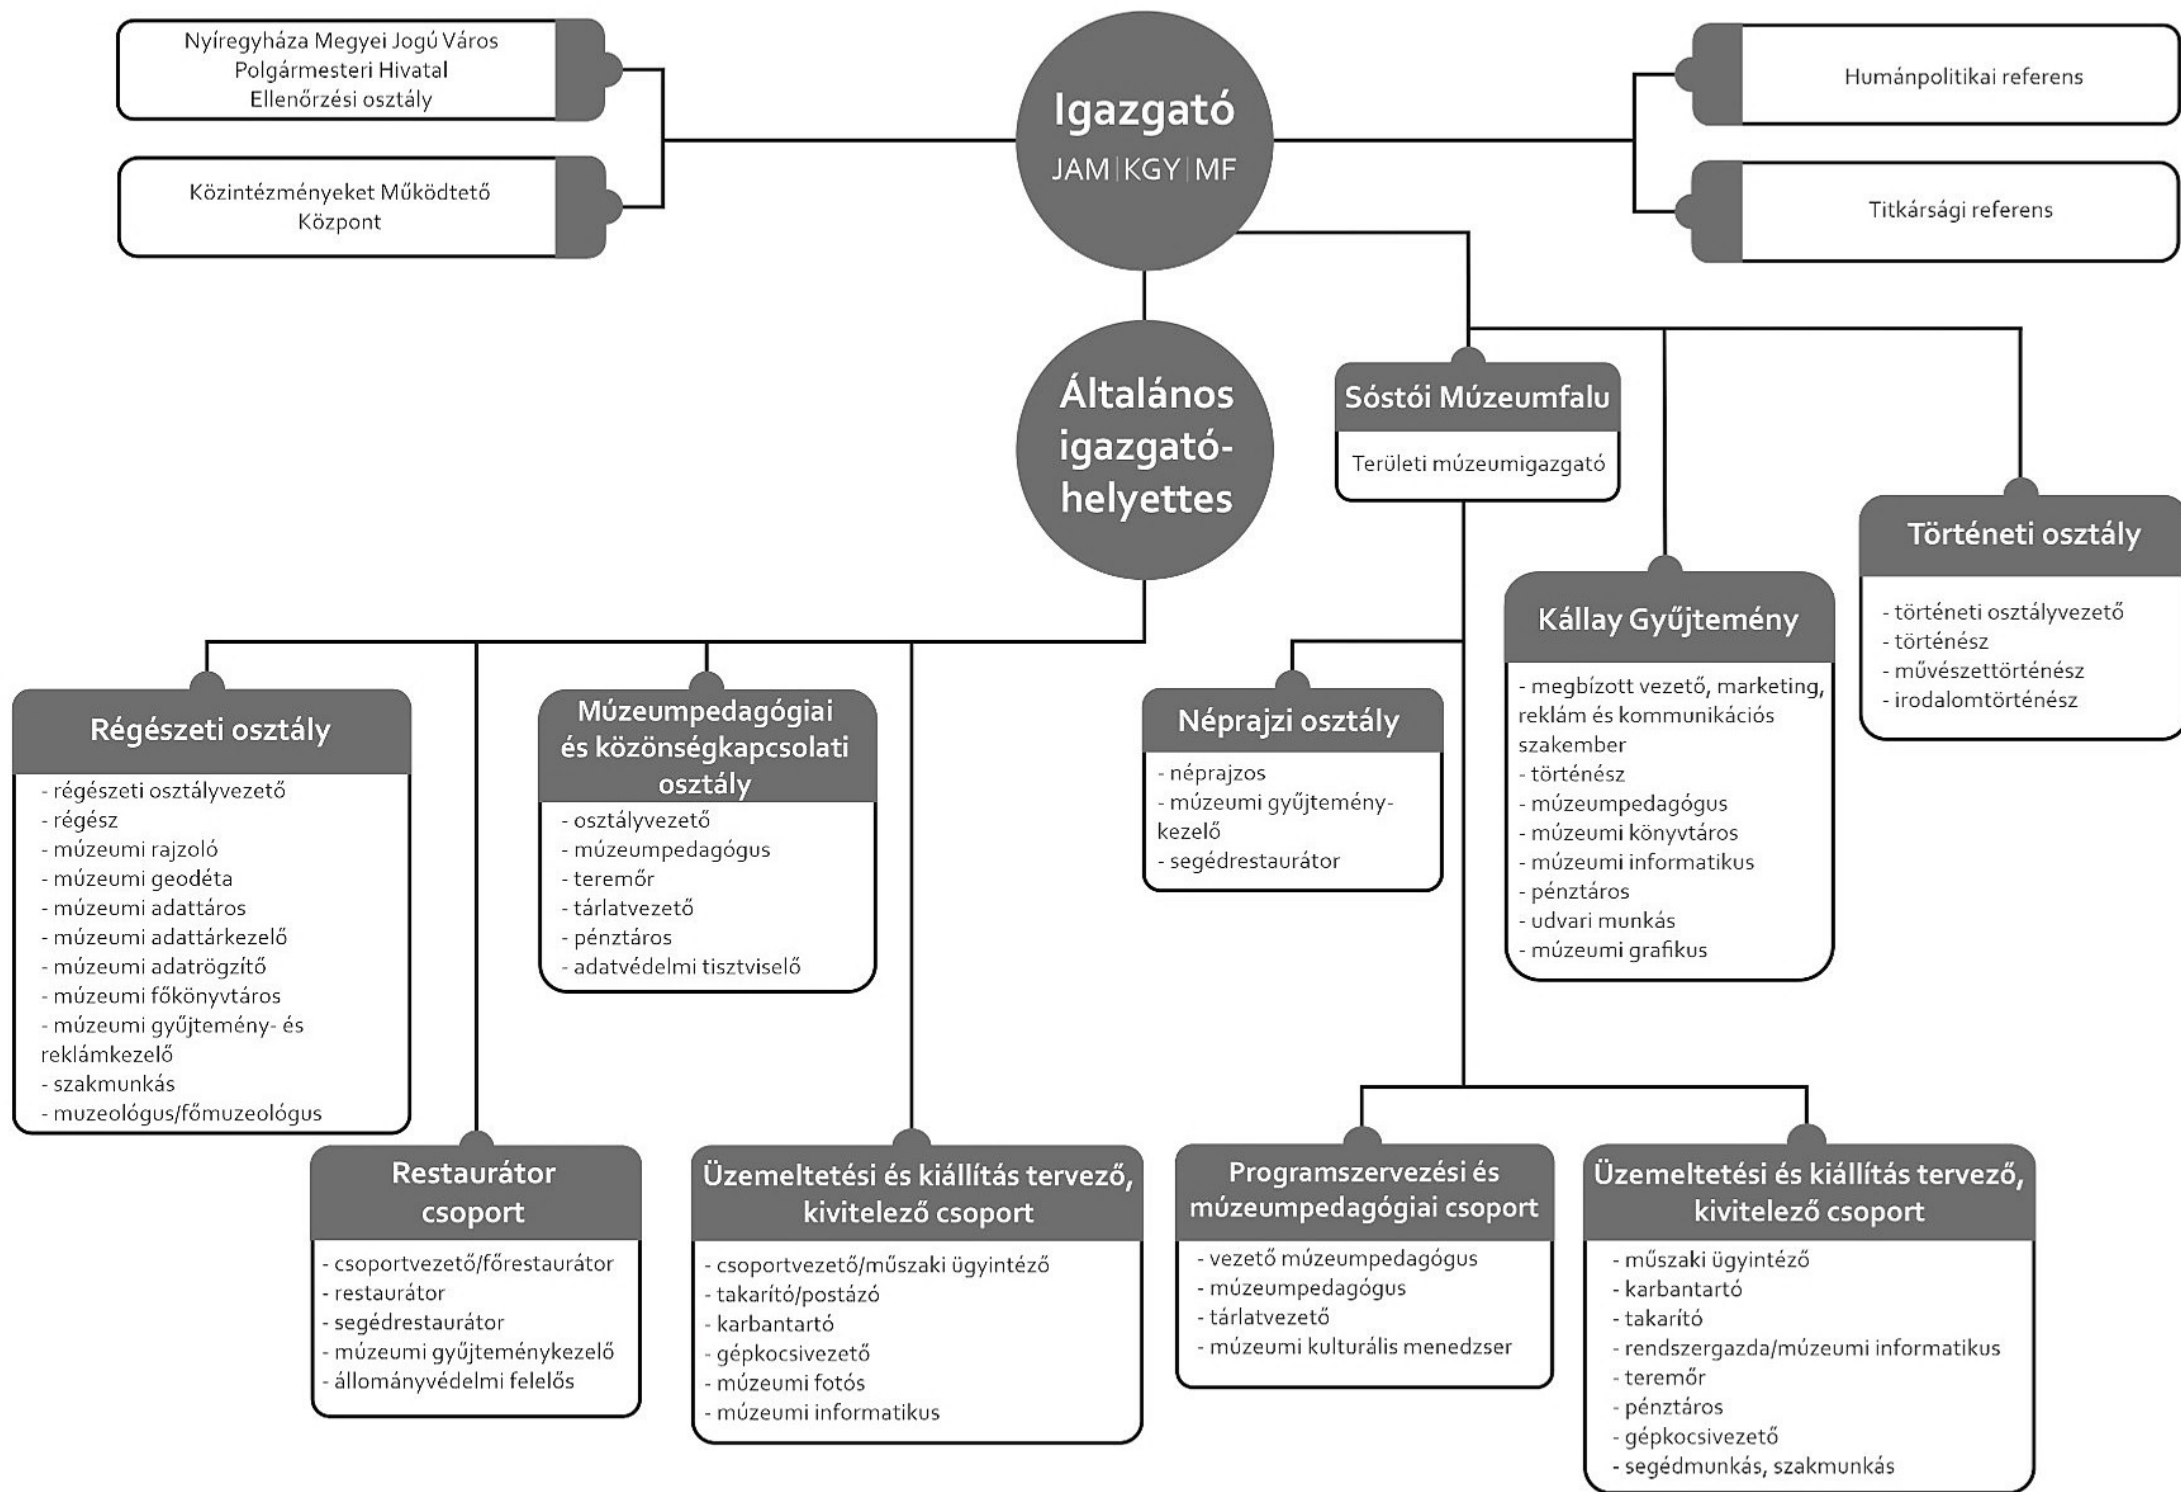 Nyíregyháza Megyei Jogú Város
Polgármesteri Hivatal
Ellenőrzési osztály
Közintézményeket Működtető
Központ
Igazgató
JAM|KGY|MF
Humánpolitikai referens
Titkársági referens
Általános
igazgató-
helyettes
Sóstói Múzeumfalu
Területi múzeumigazgató
Történeti osztály
- történeti osztályvezető
- történész
- művészettörténész
- irodalomtörténész
Kállay Gyűjtemény
- megbízott vezető, marketing,
reklám és kommunikációs
szakember
- történész
- múzeumpedagógus
- múzeumi könyvtáros
- múzeumi informatikus
- pénztáros
- udvari munkás
- múzeumi grafikus
Régészeti osztály
- régészeti osztályvezető
- régész
- múzeumi rajzoló
- múzeumi geodéta
- múzeumi adattáros
- múzeumi adattárkezelő
- múzeumi adatrögzítő
- múzeumi főkönyvtáros
- múzeumi gyűjtemény- és
reklámkezelő
- szakmunkás
- muzeológus/főmuzeológus
Múzeumpedagógiai
és közönségkapcsolati
osztály
- osztályvezető
- múzeumpedagógus
- teremőr
- tárlatvezető
- pénztáros
- adatvédelmi tisztviselő
Néprajzi osztály
- néprajzos
- múzeumi gyűjtemény-
kezelő
- segédrestaurátor
Restaurátor
csoport
- csoportvezető/főrestaurátor
- restaurátor
- segédrestaurátor
- múzeumi gyűjteménykezelő
- állományvédelmi felelős
Üzemeltetési és kiállítás tervező,
kivitelező csoport
- csoportvezető/műszaki ügyintéző
- takarító/postázó
- karbantartó
- gépkocsivezető
- múzeumi fotós
- múzeumi informatikus
Programszervezési és
múzeumpedagógiai csoport
- vezető múzeumpedagógus
- múzeumpedagógus
- tárlatvezető
- múzeumi kulturális menedzser
Üzemeltetési és kiállítás tervező,
kivitelező csoport
- műszaki ügyintéző
- karbantartó
- takarító
- rendszergazda/múzeumi informatikus
- teremőr
- pénztáros
- gépkocsivezető
- segédmunkás, szakmunkás